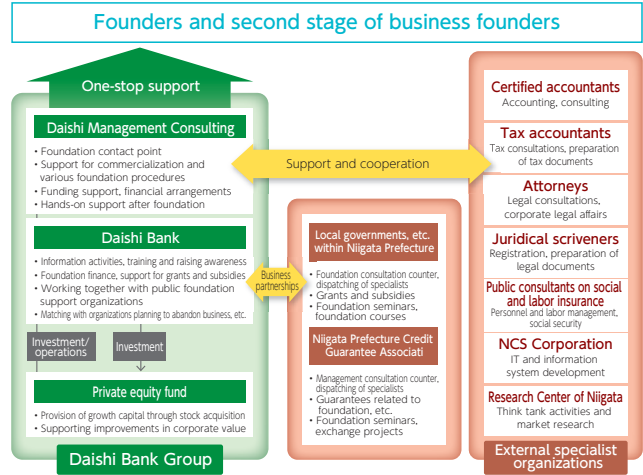 Founders and second stage of business founders
One-stop support
Daishi Management Consulting
• Foundation contact point
• Support for commercialization and
various foundation procedures
• Funding support, financial arrangements
• Hands-on support after foundation
Daishi Bank
• Information activities, training and raising awareness
• Foundation finance, support for grants and subsidies
• Working together with public foundation
support organizations
• Matching with organizations planning to abandon business, etc.
Investment/
operations
Investment
Private equity fund
• Provision of growth capital through stock acquisition
• Supporting improvements in corporate value
Daishi Bank Group
Support and cooperation
Business
partnerships
Local governments, etc.
within Niigata Prefecture
• Foundation consultation counter,
dispatching of specialists
• Grants and subsidies
• Foundation seminars,
foundation courses
Niigata Prefecture Credit
Guarantee Associati
• Management consultation counter,
dispatching of specialists
• Guarantees related to
foundation, etc.
• Foundation seminars,
exchange projects
Certified accountants
Accounting, consulting
Tax accountants
Tax consultations, preparation
of tax documents
Attorneys
Legal consultations,
corporate legal affairs
Juridical scriveners
Registration, preparation of
legal documents
Public consultants on social
and labor insurance
Personnel and labor management,
social security
NCS Corporation
IT and information
system development
Research Center of Niigata
Think tank activities and
market research
External specialist
organizations